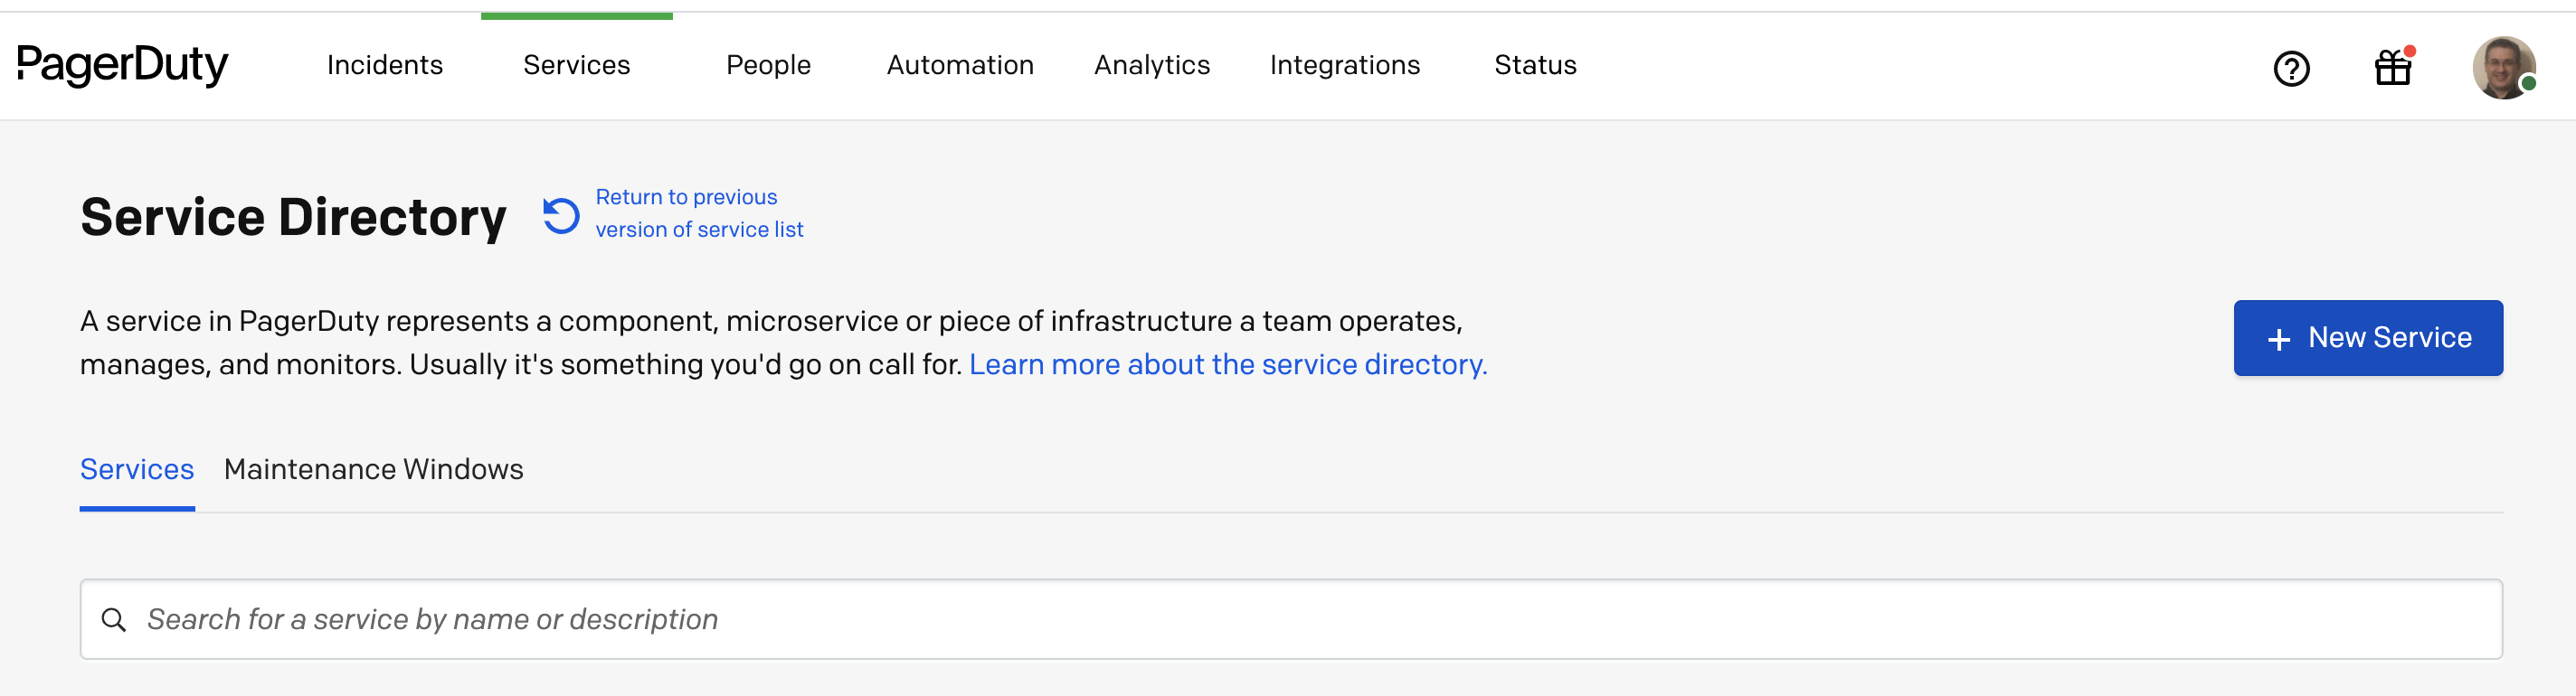 PagerDuty
Incidents
Services
People
Automation
Analytics
Integrations
Status
Service Directory
Return to previous
version of service list
A service in PagerDuty represents a component, microservice or piece of infrastructure a team operates,
manages, and monitors. Usually it's something you'd go on call for. Learn more about the service directory.
+ New Service
Services
Maintenance Windows
Search for a service by name or description